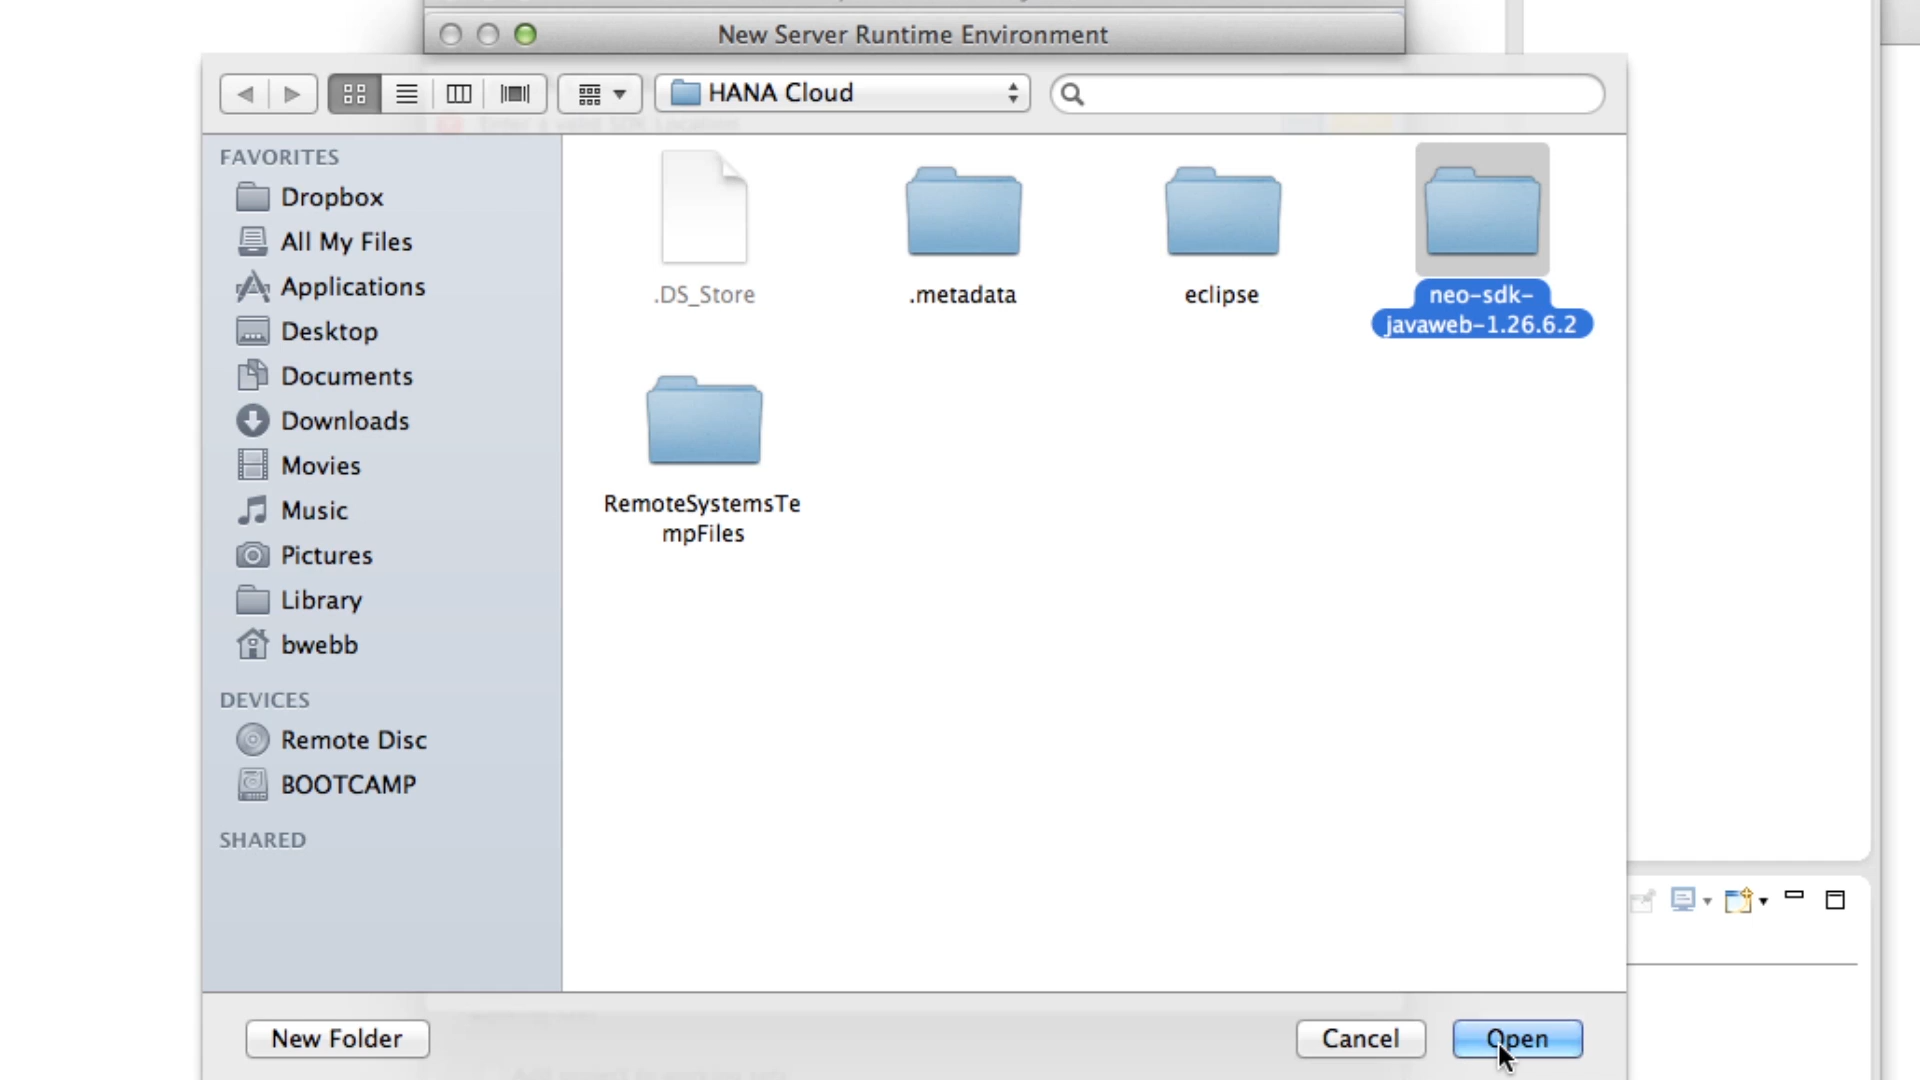 New Server Runtime Environment
HANA Cloud
FAVORITES
Dropbox
All My Files
Applications
Desktop
Documents
Downloads
Movies
Music
Pictures
Library
bwebb
DEVICES
Remote Disc
BOOTCAMP
SHARED
.DS_Store
.metadata
eclipse
neo-sdk-
javaweb-1.26.6.2
RemoteSystemsTe
mpFiles
New Folder
Cancel
Open